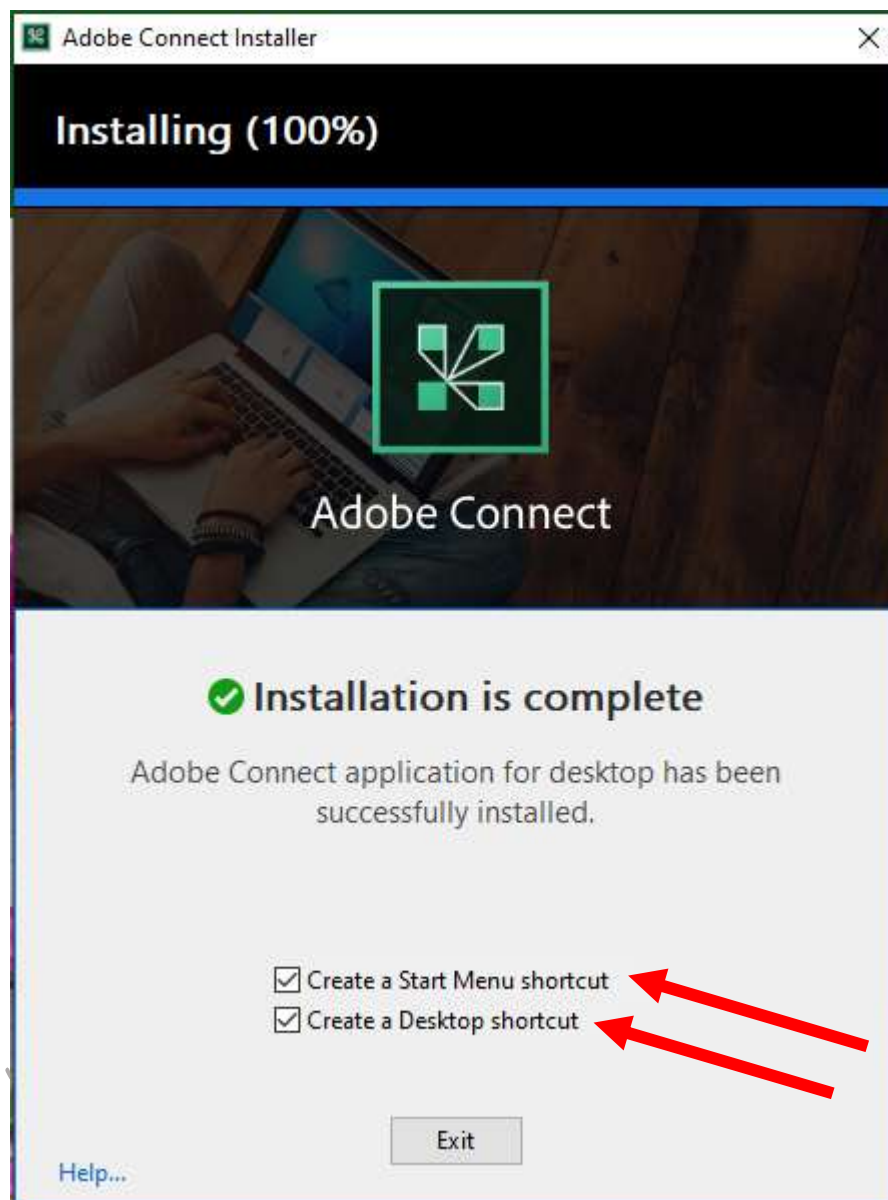 Adobe Connect Installer
Installing (100%)
Adobe Connect
Installation is complete
Adobe Connect application for desktop has been
successfully installed.
Create a Start Menu shortcut
Create a Desktop shortcut
Exit
Help...